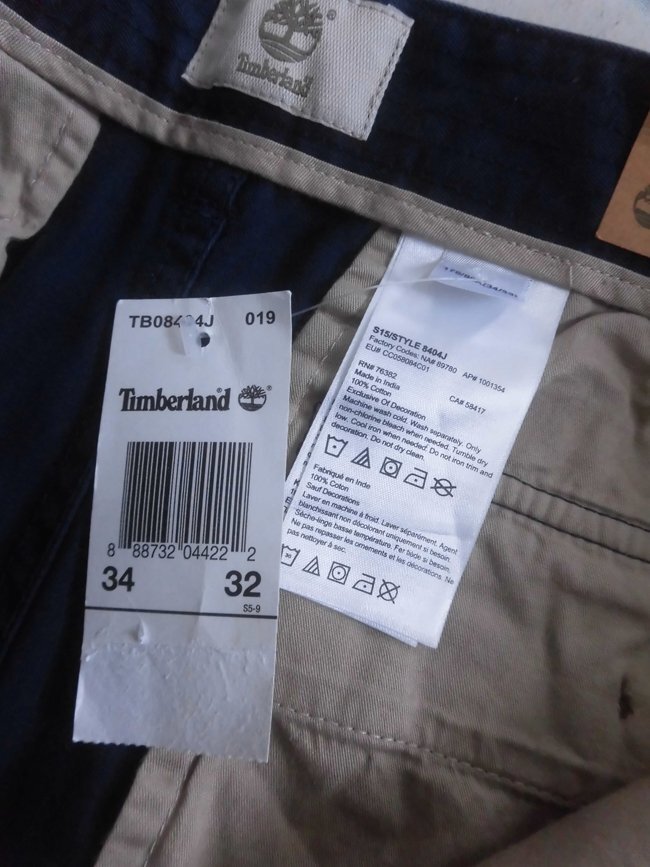 Timberland
TB08404J 019
Timberland
8 88732 04422 2
34 32
S5-9
S15/STYLE 8404J
Factory Codes: NA# 89780 AP# 1001354
EU# CC058084C01
RN# 76382 CA# 58417
Made in India
100% Cotton
Exclusive Of Decoration
Machine wash cold. Wash separately. Only
non-chlorine bleach when needed. Tumble dry
low. Cool iron when needed. Do not iron trim and
decoration. Do not dry clean.
Fabriqué en Inde
100% Coton
Sauf Decorations
Laver en machine à froid. Laver séparément. Agent
blanchissant non décolorant uniquement si besoin.
Sèche-linge basse température. Fer tiède si besoin.
Ne pas repasser les ornements et les décorations. Ne
pas nettoyer à sec.
30